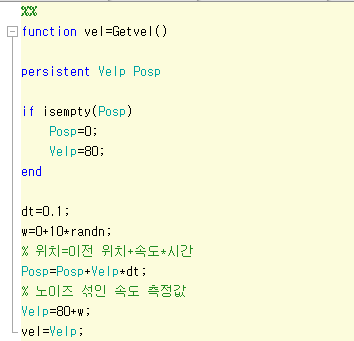 %%
function vel=Getvel()
persistent Velp Posp
if isempty(Posp)
Posp=0;
Velp=80;
end
dt=0.1;
w=0+10*randn;
% 위치=이전 위치+속도*시간
Posp=Posp+Velp*dt;
% 노이즈 섞인 속도 측정값
Velp=80+w;
vel=Velp;